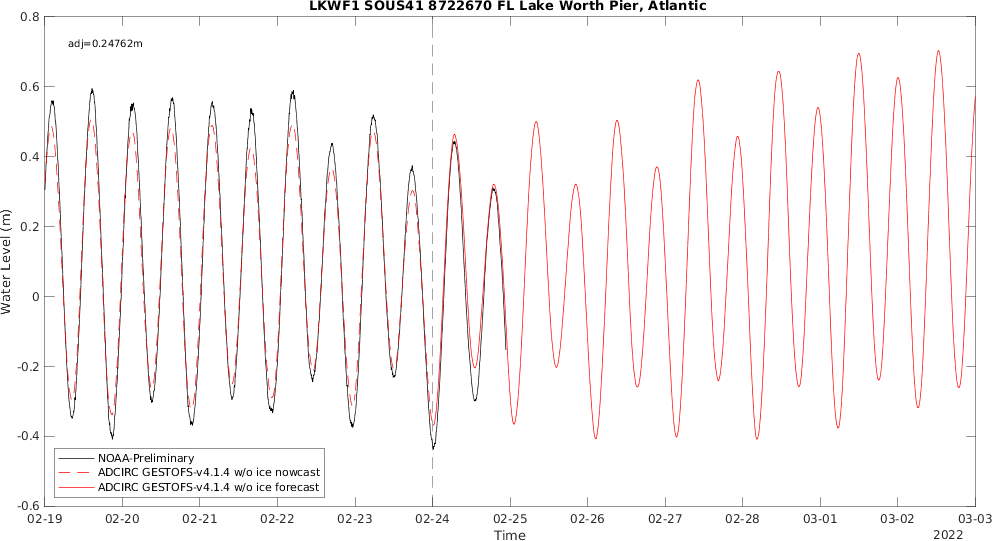 LKWF1 SOUS41 8722670 FL Lake Worth Pier, Atlantic
adj=0.24762m
0.8
0.6
0.4
0.2
0
-0.2
-0.4
-0.6
Water Level (m)
NOAA-Preliminary
ADCIRC GESTOFS-v4.1.4 w/o ice nowcast
ADCIRC GESTOFS-v4.1.4 w/o ice forecast
02-19 02-20 02-21 02-22 02-23 02-24 02-25 02-26 02-27 02-28 03-01 03-02 03-03
Time
2022